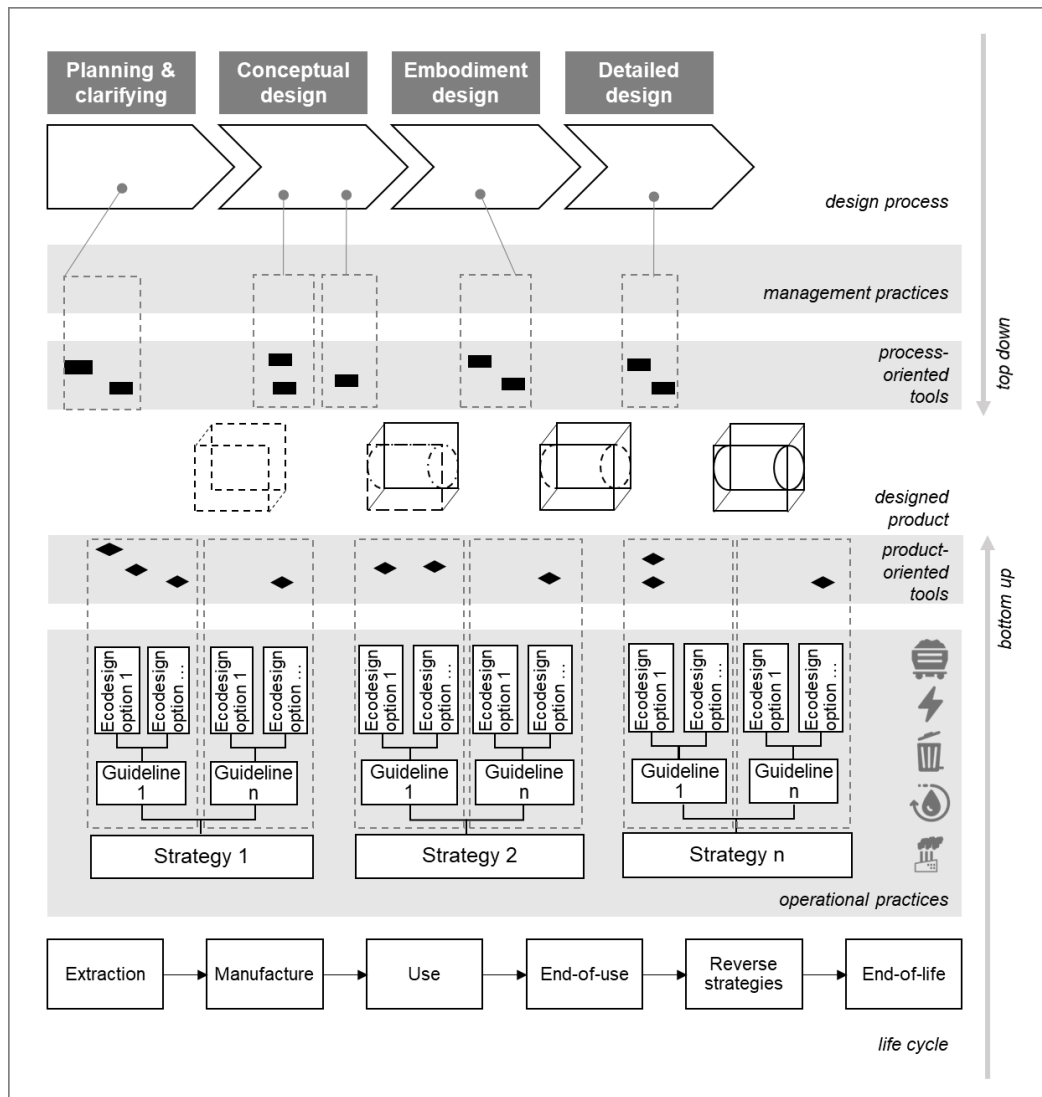 Planning &
clarifying
Conceptual
design
Embodiment
design
Detailed
design
design process
management practices
process-
oriented
tools
top down
designed
product
product-
oriented
tools
bottom up
Ecodesign
option 1
Ecodesign
option ...
Ecodesign
option 1
Ecodesign
option ...
Ecodesign
option 1
Ecodesign
option ...
Ecodesign
option 1
Ecodesign
option ...
Ecodesign
option 1
Ecodesign
option ...
Ecodesign
option 1
Ecodesign
option ...
Guideline
1
Guideline
n
Guideline
1
Guideline
n
Guideline
1
Guideline
n
Strategy 1
Strategy 2
Strategy n
operational practices
Extraction
Manufacture
Use
End-of-use
Reverse
strategies
End-of-life
life cycle